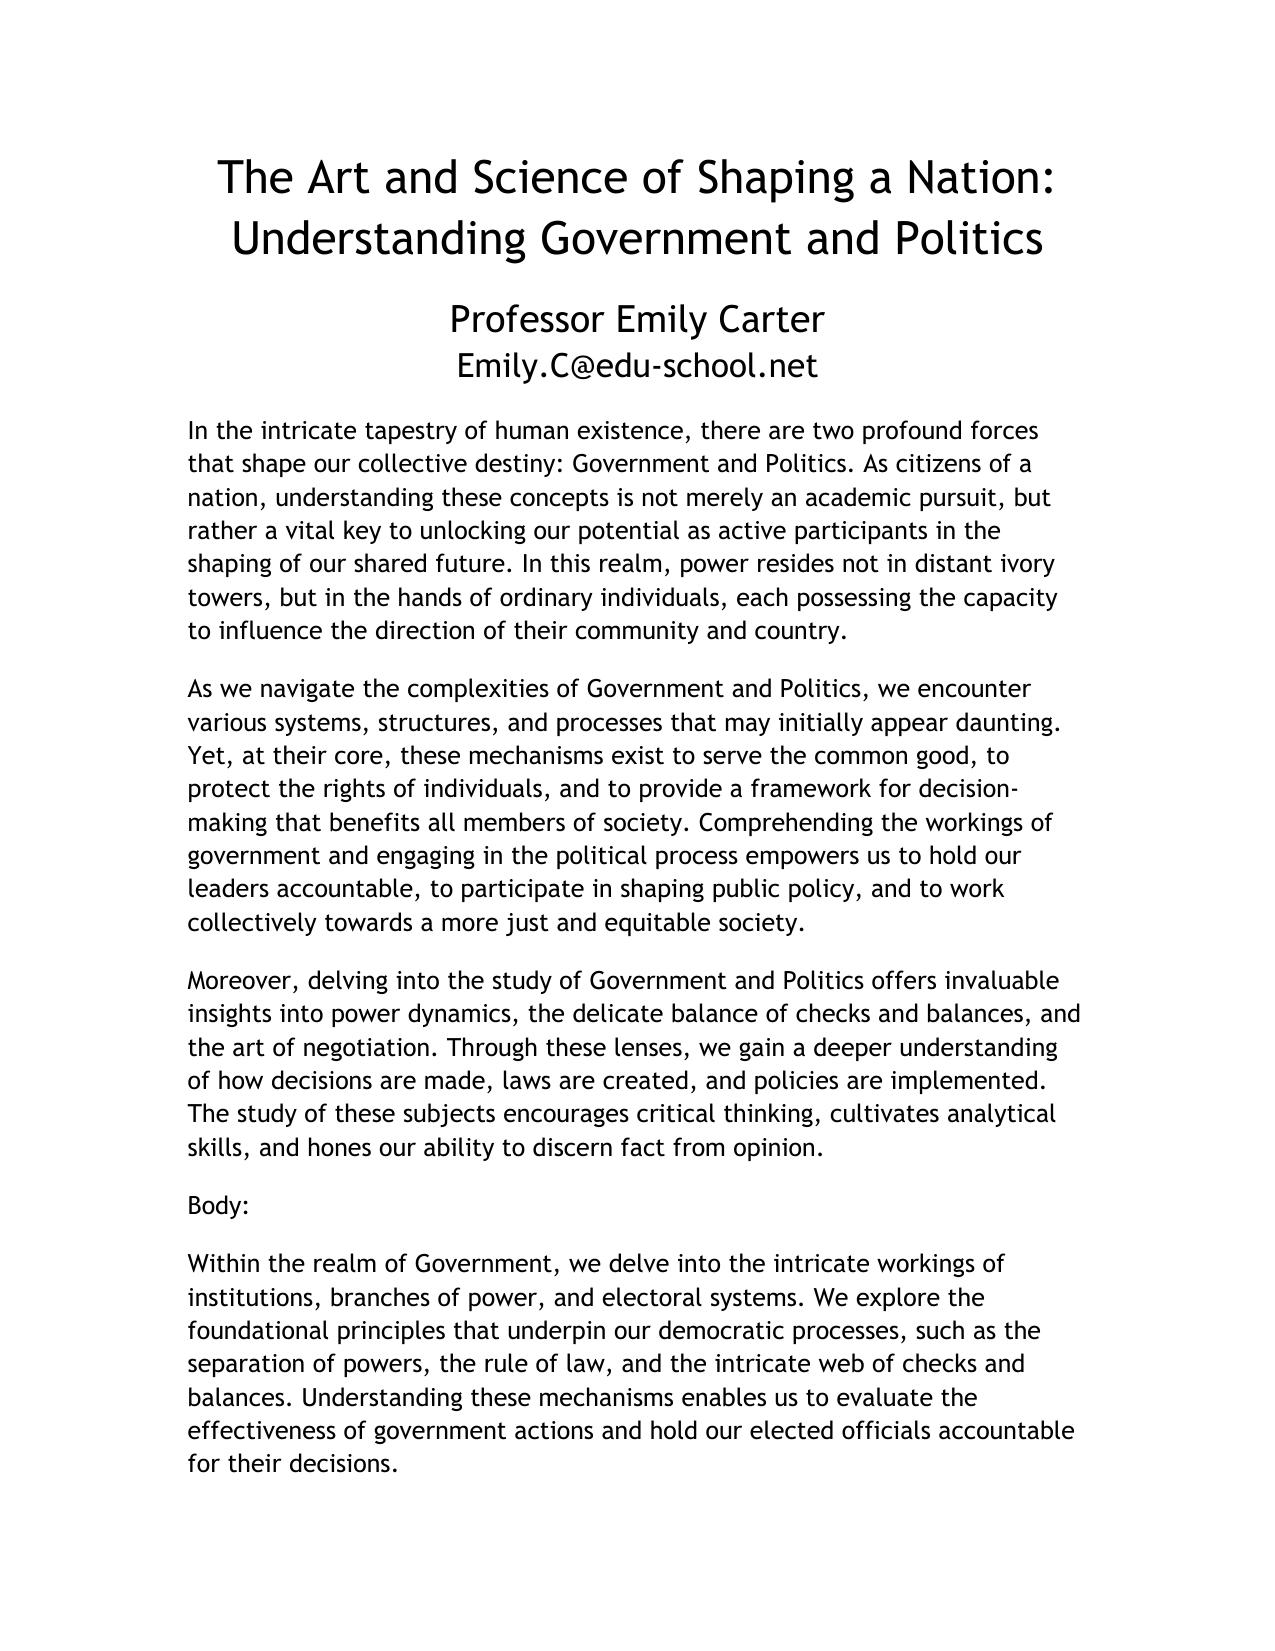 The Art and Science of Shaping a Nation:
Understanding Government and Politics
Professor Emily Carter
Emily.C@edu-school.net
In the intricate tapestry of human existence, there are two profound forces
that shape our collective destiny: Government and Politics. As citizens of a
nation, understanding these concepts is not merely an academic pursuit, but
rather a vital key to unlocking our potential as active participants in the
shaping of our shared future. In this realm, power resides not in distant ivory
towers, but in the hands of ordinary individuals, each possessing the capacity
to influence the direction of their community and country.
As we navigate the complexities of Government and Politics, we encounter
various systems, structures, and processes that may initially appear daunting.
Yet, at their core, these mechanisms exist to serve the common good, to
protect the rights of individuals, and to provide a framework for decision-
making that benefits all members of society. Comprehending the workings of
government and engaging in the political process empowers us to hold our
leaders accountable, to participate in shaping public policy, and to work
collectively towards a more just and equitable society.
Moreover, delving into the study of Government and Politics offers invaluable
insights into power dynamics, the delicate balance of checks and balances, and
the art of negotiation. Through these lenses, we gain a deeper understanding
of how decisions are made, laws are created, and policies are implemented.
The study of these subjects encourages critical thinking, cultivates analytical
skills, and hones our ability to discern fact from opinion.
Body:
Within the realm of Government, we delve into the intricate workings of
institutions, branches of power, and electoral systems. We explore the
foundational principles that underpin our democratic processes, such as the
separation of powers, the rule of law, and the intricate web of checks and
balances. Understanding these mechanisms enables us to evaluate the
effectiveness of government actions and hold our elected officials accountable
for their decisions.